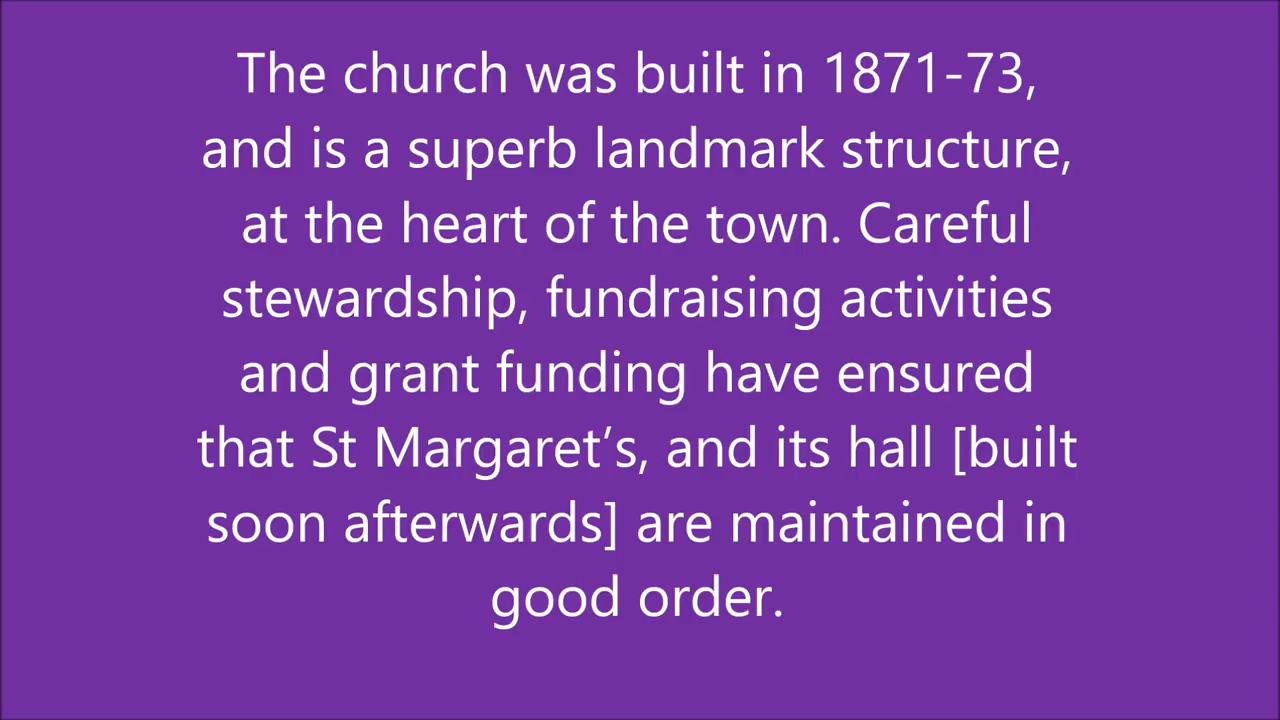 The church was built in 1871-73,
and is a superb landmark structure,
at the heart of the town. Careful
stewardship, fundraising activities
and grant funding have ensured
that St Margaret’s, and its hall [built
soon afterwards] are maintained in
good order.